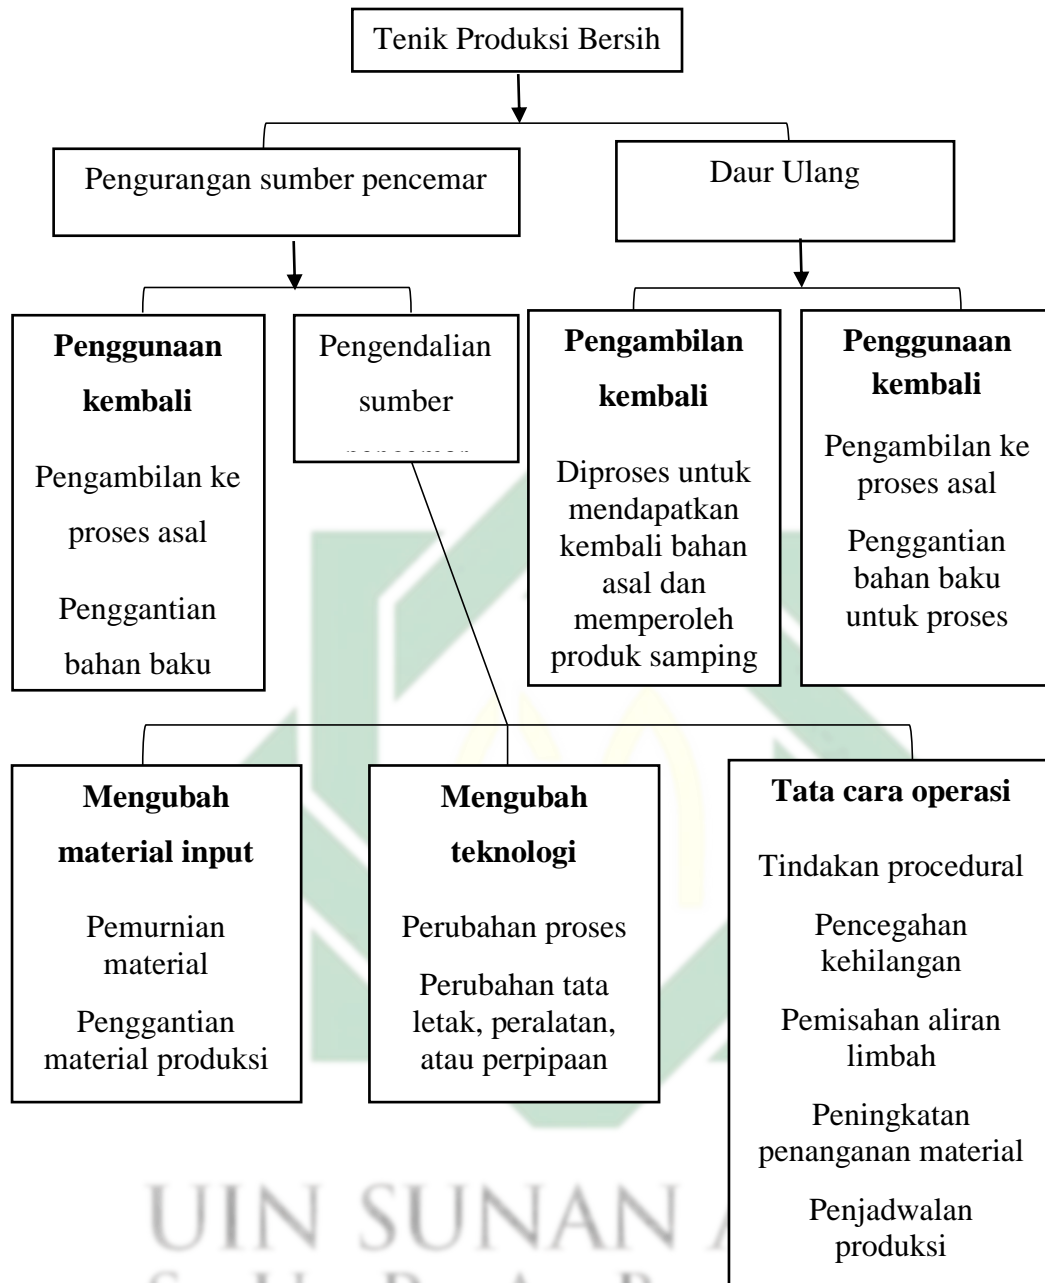 Tenik Produksi Bersih
Pengurangan sumber pencemar
Daur Ulang
Penggunaan
kembali
Pengambilan ke
proses asal
Penggantian
bahan baku
Pengendalian
sumber
Pengambilan
kembali
Diproses untuk
mendapatkan
kembali bahan
asal dan
memperoleh
produk samping
Penggunaan
kembali
Pengambilan ke
proses asal
Penggantian
bahan baku
untuk proses
Mengubah
material input
Pemurnian
material
Penggantian
material produksi
Mengubah
teknologi
Perubahan proses
Perubahan tata
letak, peralatan,
atau perpipaan
Tata cara operasi
Tindakan procedural
Pencegahan
kehilangan
Pemisahan aliran
limbah
Peningkatan
penanganan material
Penjadwalan
produksi
UIN SUNAN A